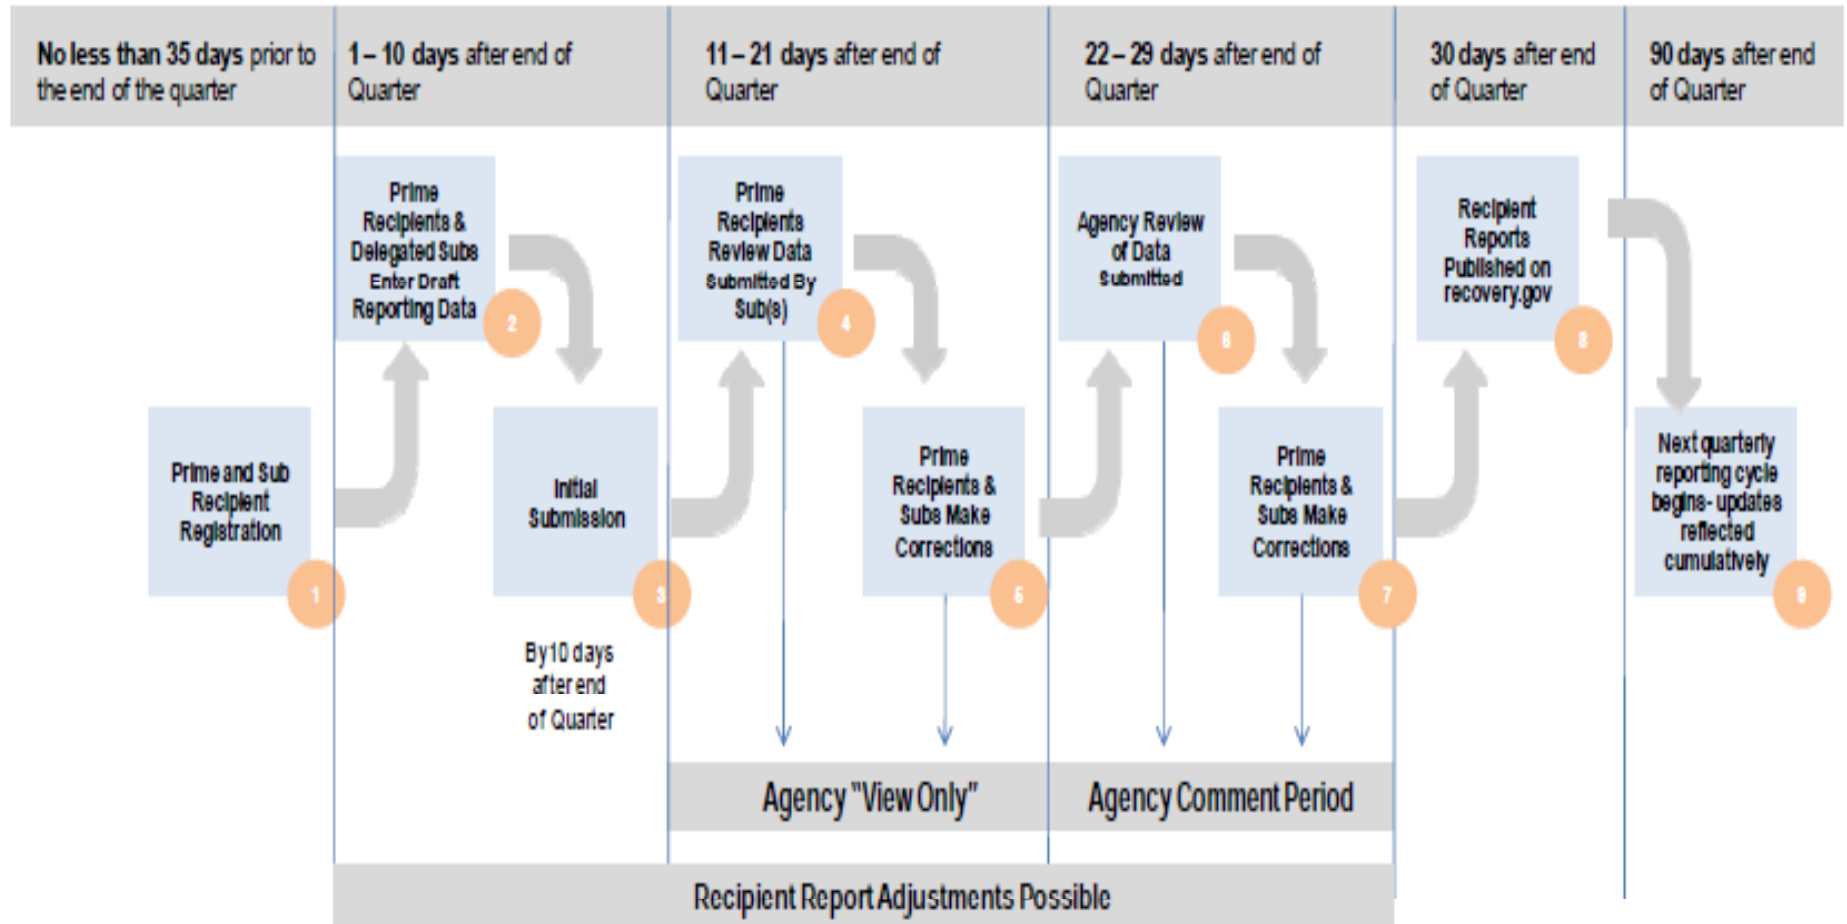 No less than 35 days prior to
the end of the quarter
1 – 10 days after end of
Quarter
11 – 21 days after end of
Quarter
22 – 29 days after end of
Quarter
30 days after end
of Quarter
90 days after end
of Quarter
Prime and Sub
Recipient
Registration
1
Prime
Recipients &
Delegated Subs
Enter Draft
Reporting Data
2
Initial
Submission
3
By 10 days
after end
of Quarter
Prime
Recipients
Review Data
Submitted By
Sub(s)
4
Prime
Recipients &
Subs Make
Corrections
5
Agency Review
of Data
Submitted
6
Prime
Recipients &
Subs Make
Corrections
7
Recipient
Reports
Published on
recovery.gov
8
Next quarterly
reporting cycle
begins- updates
reflected
cumulatively
9
Agency "View Only"
Agency Comment Period
Recipient Report Adjustments Possible